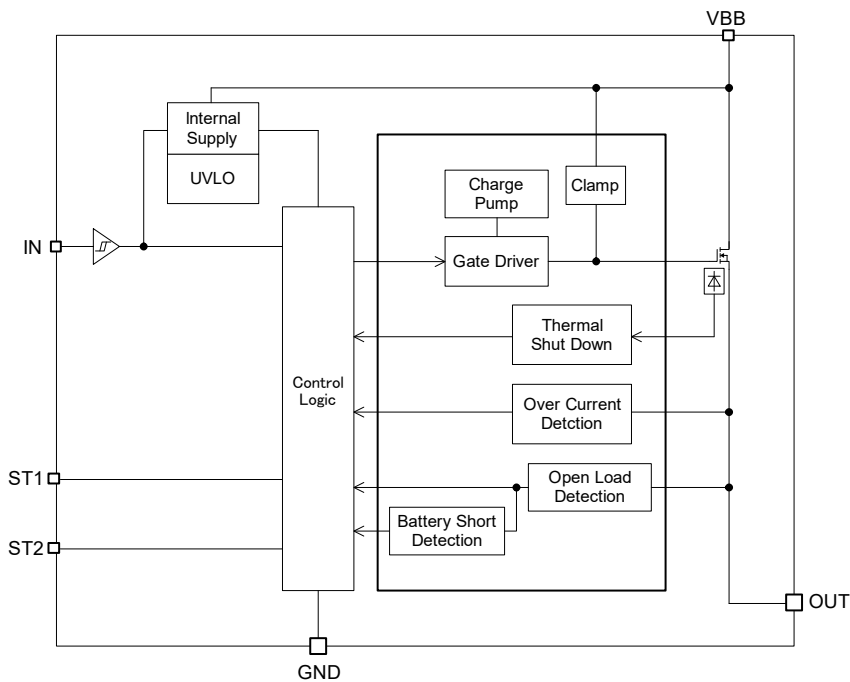 VBB
Internal
Supply
UVLO
Charge
Pump
Clamp
IN
Gate Driver
Thermal
Shut Down
Control
Logic
Over Current
Detction
ST1
Open Load
Detection
Battery Short
Detection
ST2
OUT
GND